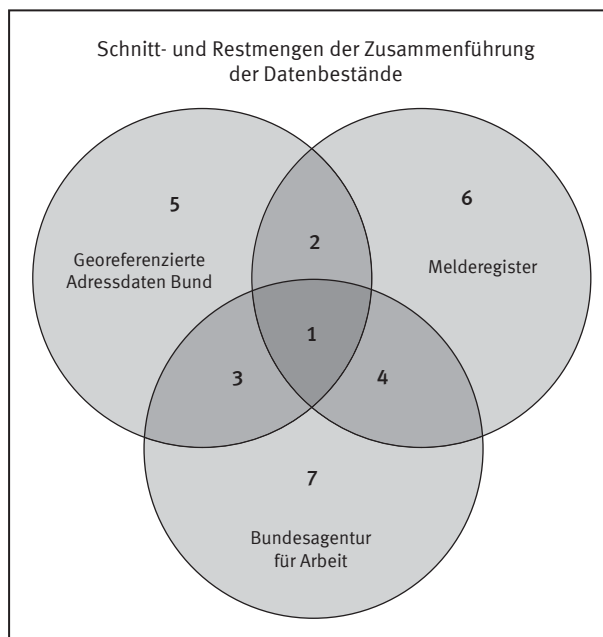 Schnitt- und Restmengen der Zusammenführung
der Datenbestände
5
6
2
Georeferenzierte
Adressdaten Bund
Melderegister
1
3
4
7
Bundesagentur
für Arbeit